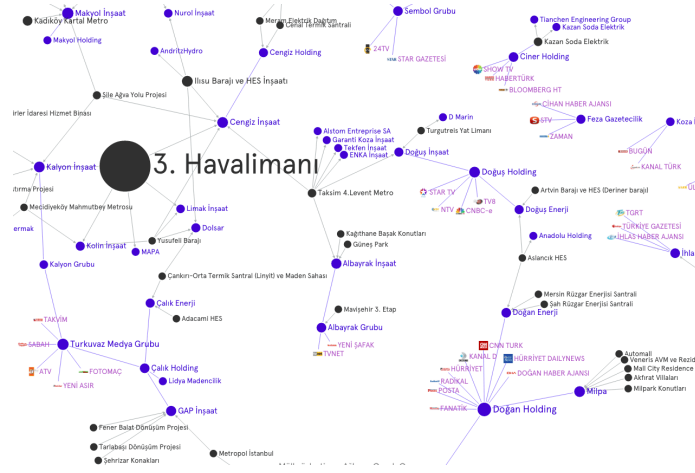 Makyol İnşaat
Nurol İnşaat
Sembol Grubu
Tianchen Engineering Group
Kadıköy Kartal Metro
Meram Elektrik Dağıtım
Cenal Termik Santrali
Kazan Soda Elektrik
Makyol Holding
AndritzHydro
Cengiz Holding
24TV
STAR GAZETESİ
Kazan Soda Elektrik
Ciner Holding
SHOW TV
HABERTÜRK
BLOOMBERG HT
Ilısu Barajı ve HES İnşaatı
Şile Ağva Yolu Projesi
CİHAN HABER AJANSI
irler İdaresi Hizmet Binası
Cengiz İnşaat
D Marin
STV
Feza Gazetecilik
Koza İ
Alstom Entreprise SA
Garanti Koza İnşaat
Tekfen İnşaat
ENKA İnşaat
Turgutreis Yat Limanı
ZAMAN
Doğuş İnşaat
BUGÜN
Kalyon İnşaat
3. Havalimanı
KANAL TÜRK
Doğuş Holding
tırma Projesi
Taksim 4.Levent Metro
STAR TV
Artvin Barajı ve HES (Deriner barajı)
UL
TV8
Mecidiyeköy Mahmutbey Metrosu
Limak İnşaat
NTV
CNBC-e
Doğuş Enerji
TGRT
ermak
Dolsar
TÜRKİYE GAZETESİ
Kağıthane Başak Konutları
Anadolu Holding
İHLAS HABER AJANSI
Kolin İnşaat
Yusufeli Barajı
Güneş Park
MAPA
İhla
Kalyon Grubu
Albayrak İnşaat
Aslancık HES
Çankırı-Orta Termik Santral (Linyit) ve Maden Sahası
Çalık Enerji
Mersin Rüzgar Enerjisi Santrali
Şah Rüzgar Enerjisi Santrali
Adacami HES
Mavişehir 3. Etap
Doğan Enerji
TAKVİM
Albayrak Grubu
SABAH
Turkuvaz Medya Grubu
YENİ ŞAFAK
CNN TURK
TVNET
KANAL D
HÜRRİYET DAILYNEWS
Automall
Veneris AVM ve Rezid
ATV
FOTOMAÇ
Çalık Holding
HÜRRİYET
DOĞAN HABER AJANSI
Mall City Residence
YENİ ASIR
Lidya Madencilik
RADİKAL
Akfırat Villaları
POSTA
Milpa
Milpark Konutları
FANATİK
Doğan Holding
GAP İnşaat
Fener Balat Dönüşüm Projesi
Tarlabaşı Dönüşüm Projesi
Metropol İstanbul
Şehrizar Konakları